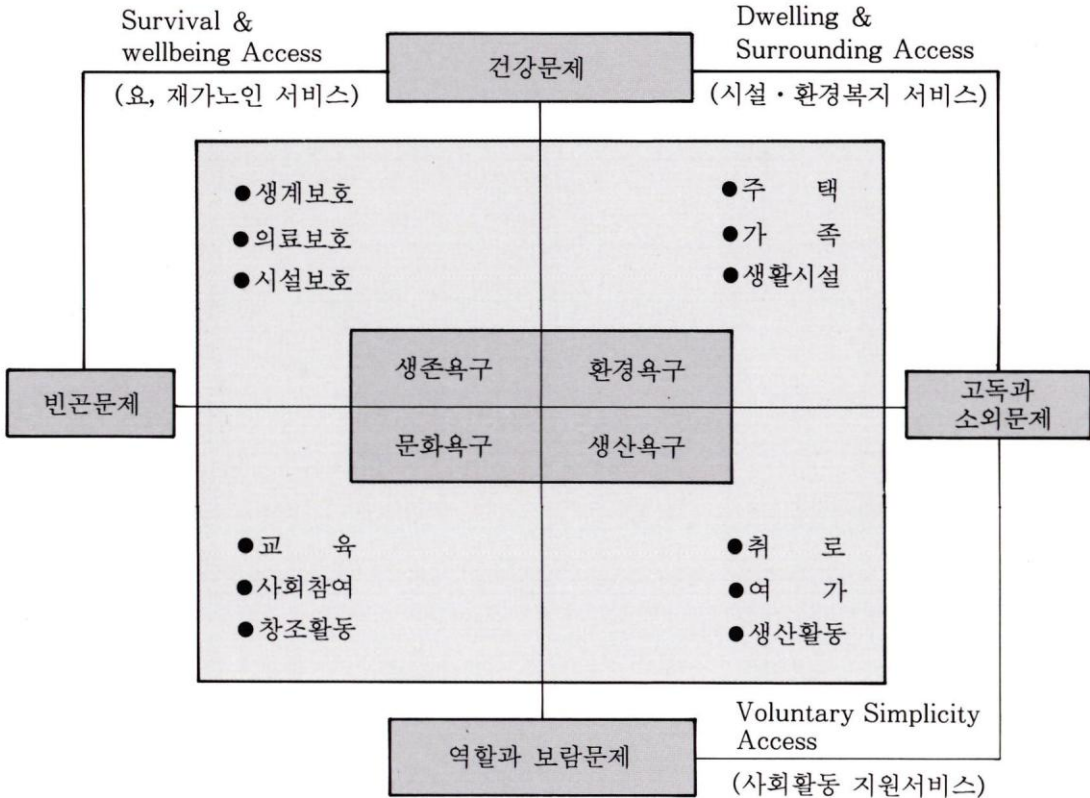 Survival &
wellbeing Access
(요, 재가노인 서비스)
건강문제
Dwelling &
Surrounding Access
(시설・환경복지 서비스)
●생계보호
●의료보호
●시설보호
●주 택
●가 족
●생활시설
생존욕구
환경욕구
빈곤문제
고독과
소외문제
문화욕구
생산욕구
●교 육
●사회참여
●창조활동
●취 로
●여 가
●생산활동
역할과 보람문제
Voluntary Simplicity
Access
(사회활동 지원서비스)